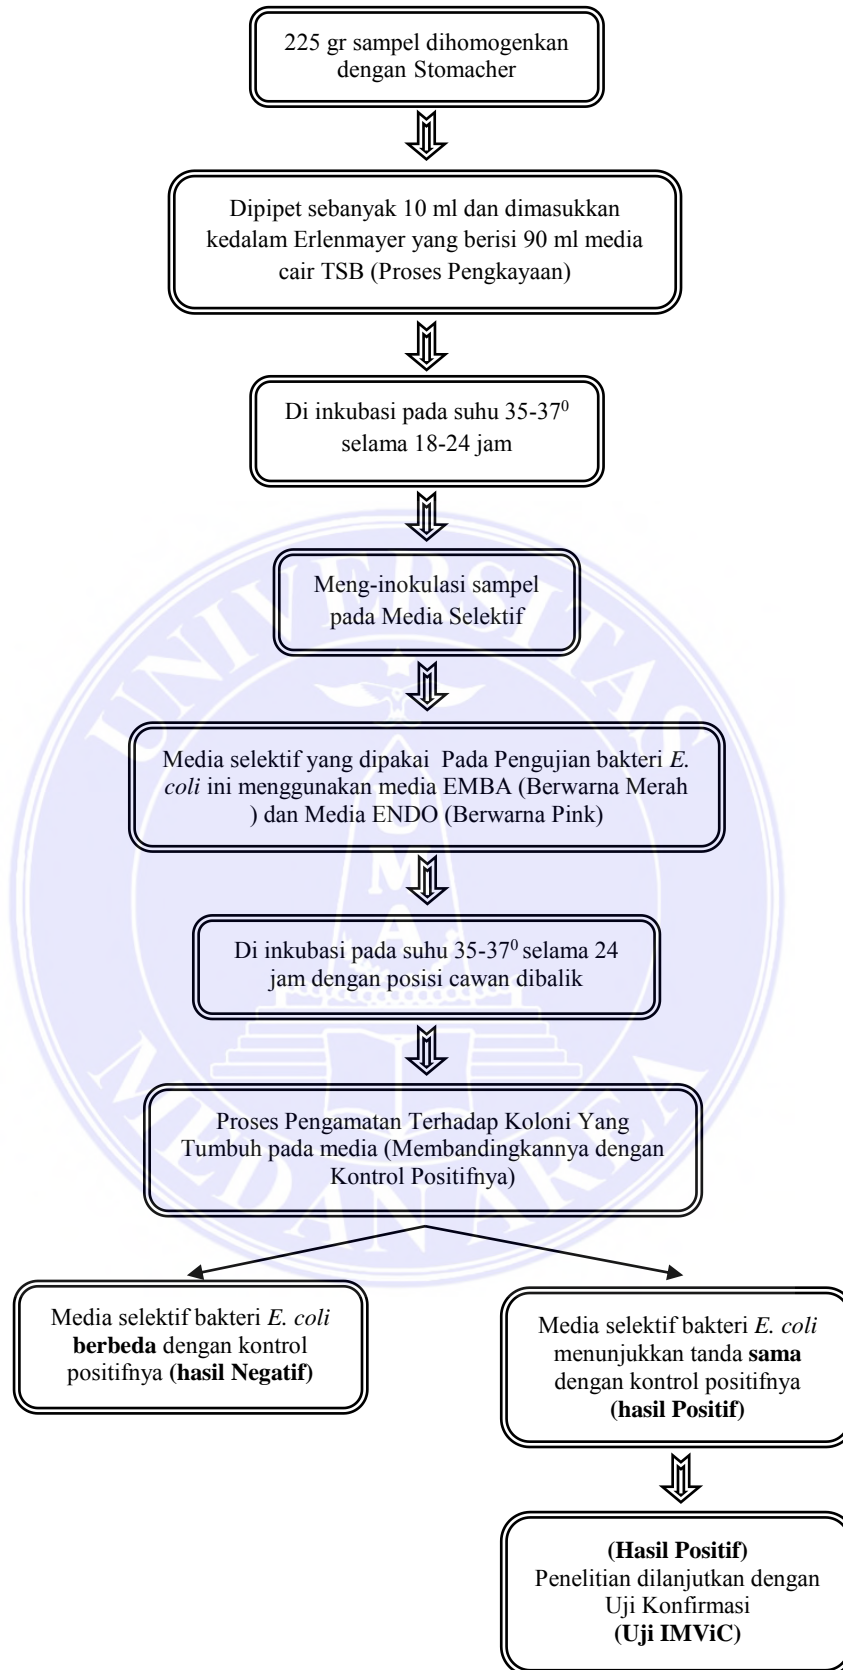 225 gr sampel dihomogenkan
dengan Stomacher
Dipipet sebanyak 10 ml dan dimasukkan
kedalam Erlenmayer yang berisi 90 ml media
cair TSB (Proses Pengkayaan)
Di inkubasi pada suhu 35-37⁰
selama 18-24 jam
Meng-inokulasi sampel
pada Media Selektif
Media selektif yang dipakai Pada Pengujian bakteri E.
coli ini menggunakan media EMBA (Berwarna Merah
) dan Media ENDO (Berwarna Pink)
Di inkubasi pada suhu 35-37⁰ selama 24
jam dengan posisi cawan dibalik
Proses Pengamatan Terhadap Koloni Yang
Tumbuh pada media (Membandingkannya dengan
Kontrol Positifnya)
Media selektif bakteri E. coli
berbeda dengan kontrol
positifnya (hasil Negatif)
Media selektif bakteri E. coli
menunjukkan tanda sama
dengan kontrol positifnya
(hasil Positif)
(Hasil Positif)
Penelitian dilanjutkan dengan
Uji Konfirmasi
(Uji IMViC)
UNIVERSITAS
UMA
MEDAN AREA